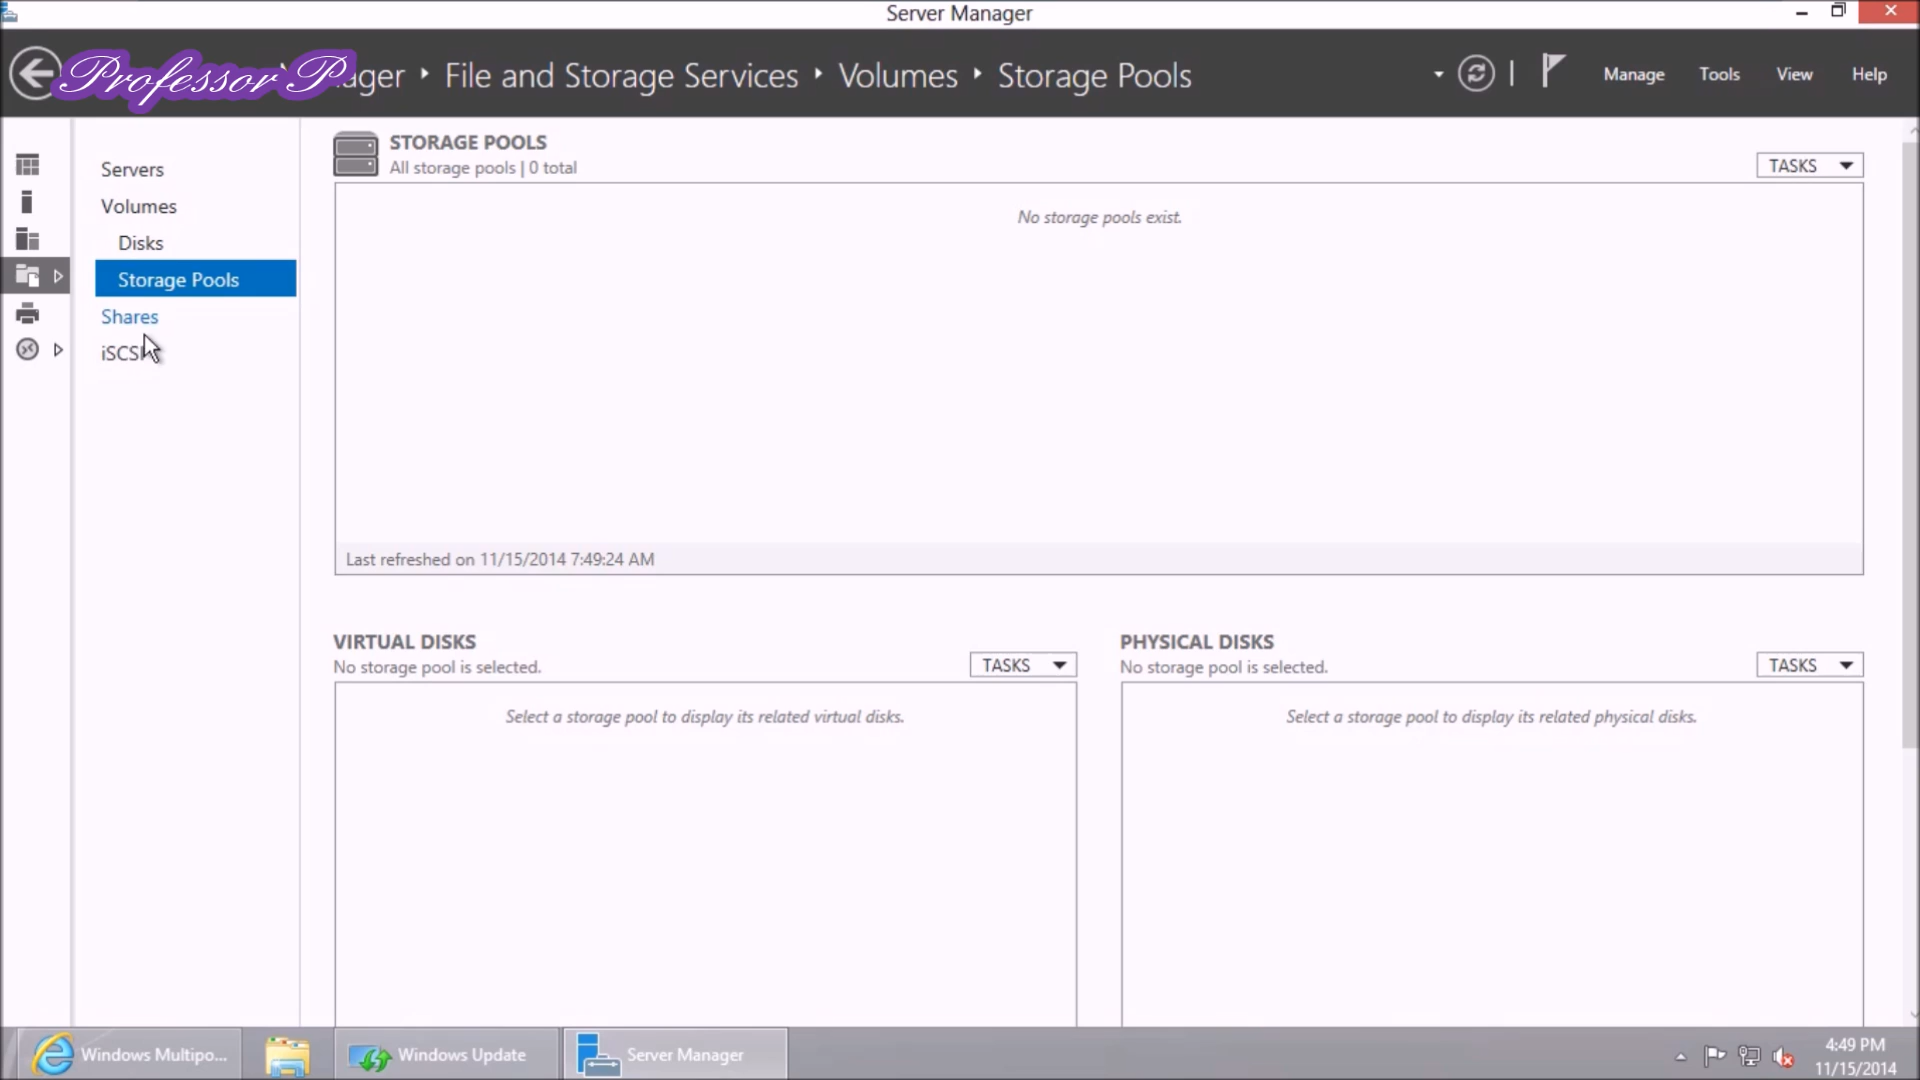 Server Manager
Professor P
ager ‣ File and Storage Services ‣ Volumes ‣ Storage Pools
Manage
Tools
View
Help
Servers
Volumes
Disks
Storage Pools
Shares
iSCSI
STORAGE POOLS
All storage pools | 0 total
TASKS
No storage pools exist.
Last refreshed on 11/15/2014 7:49:24 AM
VIRTUAL DISKS
No storage pool is selected.
TASKS
Select a storage pool to display its related virtual disks.
PHYSICAL DISKS
No storage pool is selected.
TASKS
Select a storage pool to display its related physical disks.
Windows Multipo...
Windows Update
Server Manager
4:49 PM
11/15/2014